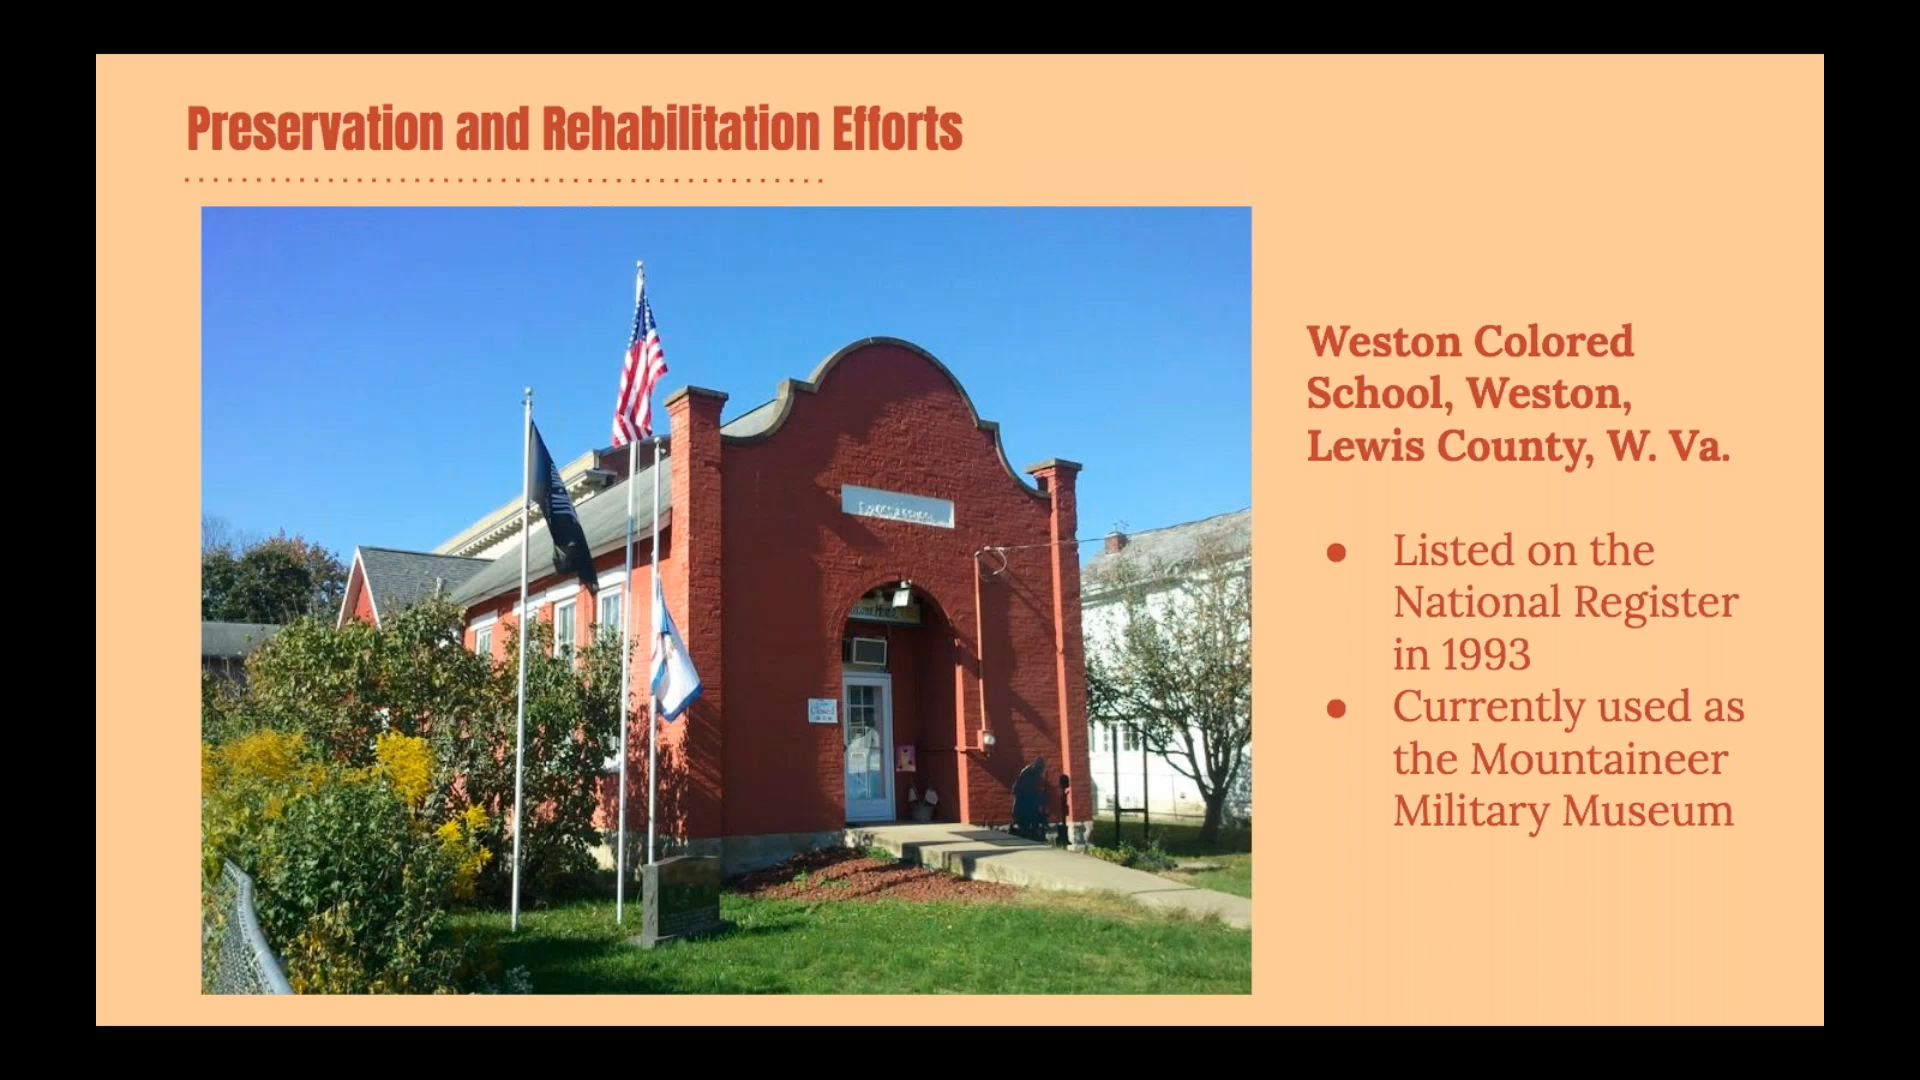 Preservation and Rehabilitation Efforts
Weston Colored
School, Weston,
Lewis County, W. Va.
● Listed on the
National Register
in 1993
● Currently used as
the Mountaineer
Military Museum